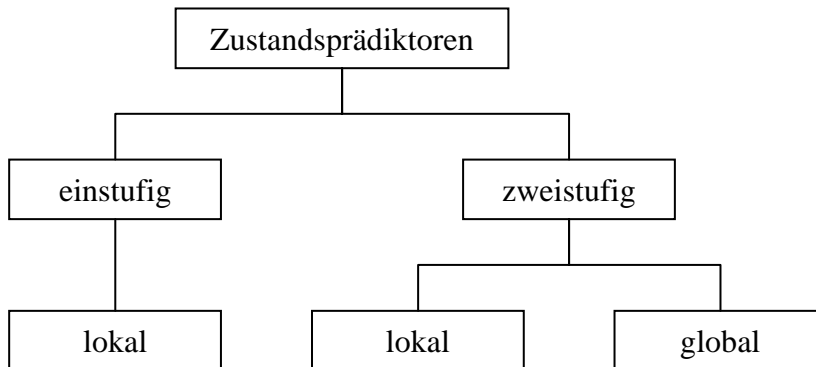 Zustandsprädiktoren
einstufig
zweistufig
lokal
lokal
global